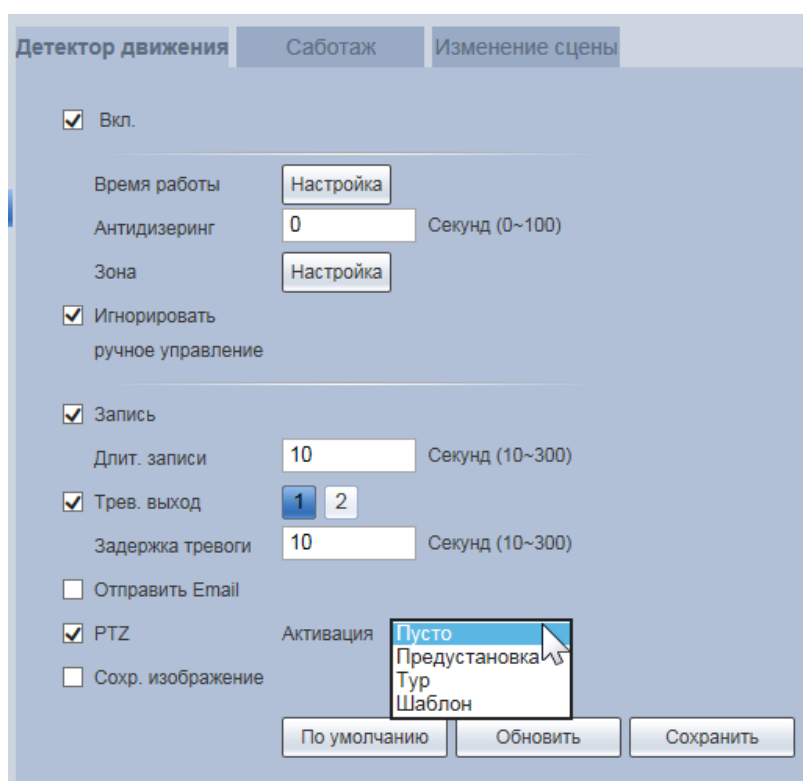 Детектор движения Саботаж Изменение сцены
Вкл.
Время работы Настройка
Антидизеринг 0 Секунд (0~100)
Зона Настройка
Игнорировать
ручное управление
Запись
Длит. записи 10 Секунд (10~300)
Трев. выход 1 2
Задержка тревоги 10 Секунд (10~300)
Отправить Email
PTZ Активация Пусто
Предустановка
Сохр. изображение Тур
Шаблон
По умолчанию Обновить Сохранить